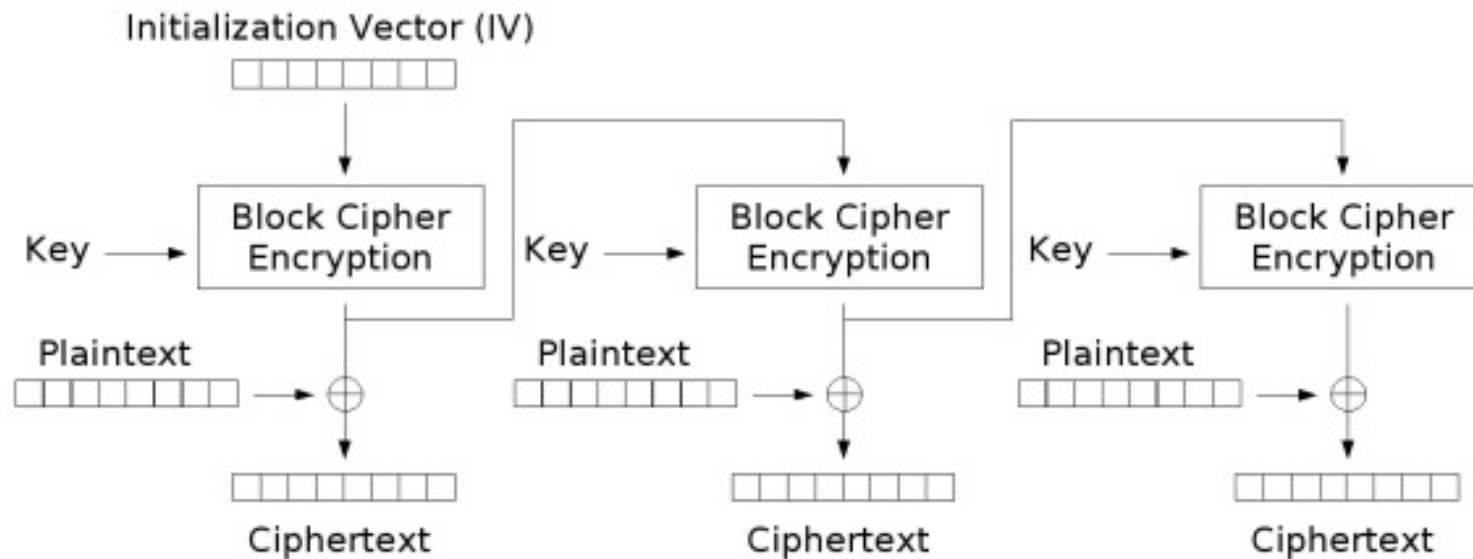 Initialization Vector (IV)
Block Cipher
Encryption
Block Cipher
Encryption
Block Cipher
Encryption
Key
Key
Key
Plaintext
Plaintext
Plaintext
Ciphertext
Ciphertext
Ciphertext